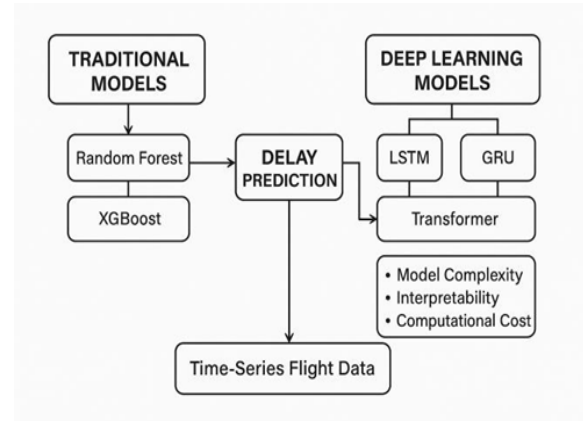 TRADITIONAL
MODELS
DEEP LEARNING
MODELS
Random Forest
DELAY
PREDICTION
LSTM
GRU
XGBoost
Transformer
• Model Complexity
• Interpretability
• Computational Cost
Time-Series Flight Data